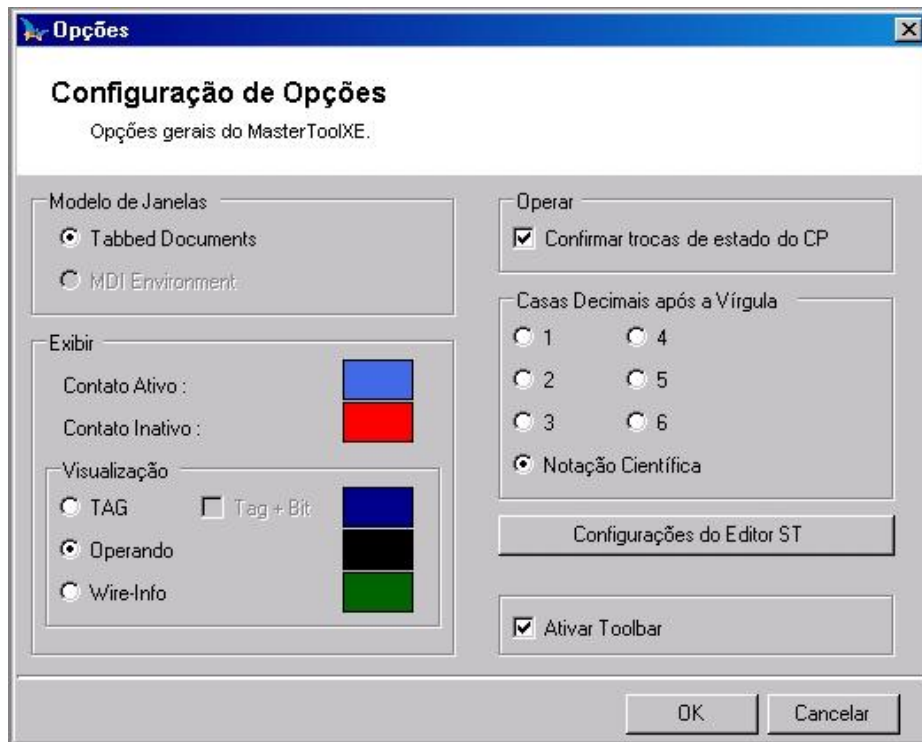 Opções
Configuração de Opções
Opções gerais do MasterToolXE.
Modelo de Janelas
Tabbed Documents
MDI Environment
Exibir
Contato Ativo :
Contato Inativo :
Visualização
TAG
Tag + Bit
Operando
Wire-Info
Operar
Confirmar trocas de estado do CP
Casas Decimais após a Vírgula
1
4
2
5
3
6
Notação Científica
Configurações do Editor ST
Ativar Toolbar
OK
Cancelar